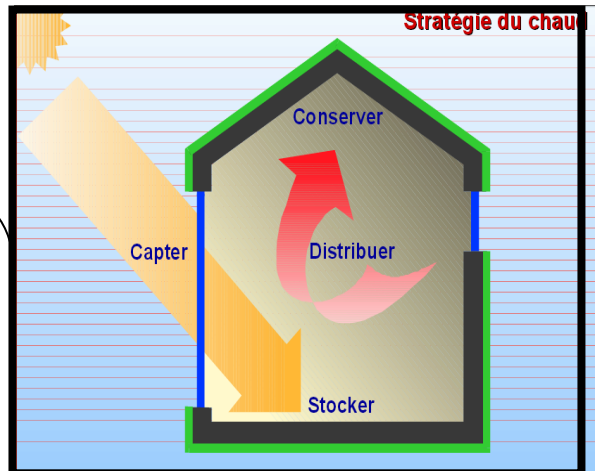 Stratégie du chaud
Conserver
Capter
Distribuer
Stocker